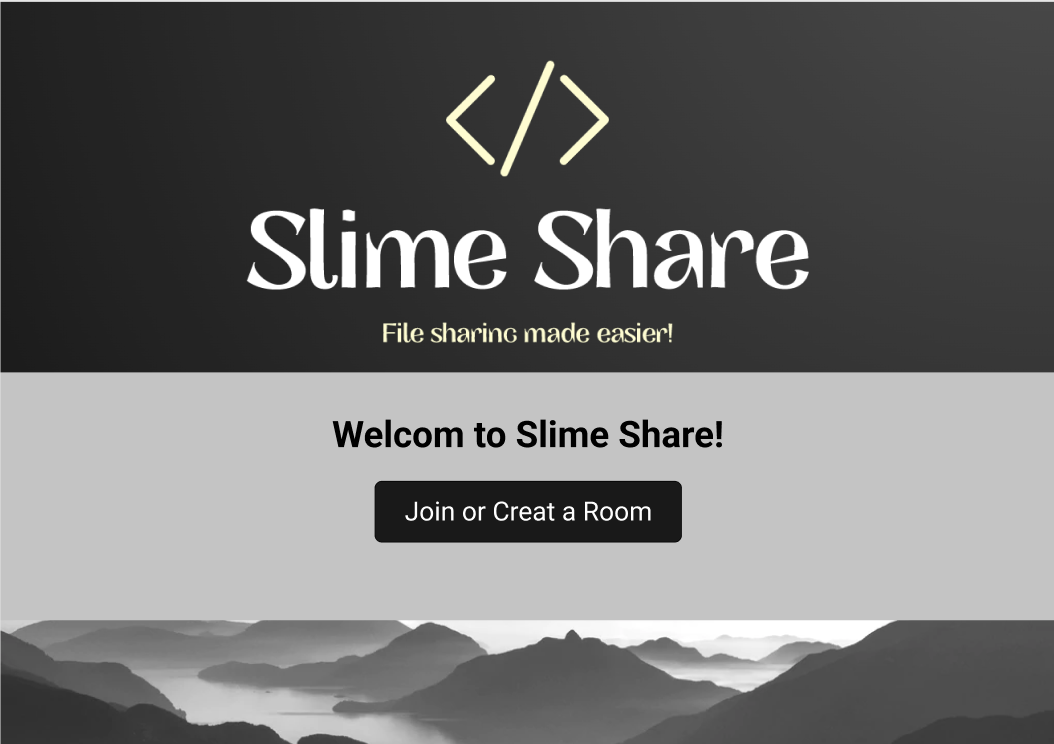 </>
Slime Share
File sharing made easier!
Welcom to Slime Share!
Join or Creat a Room